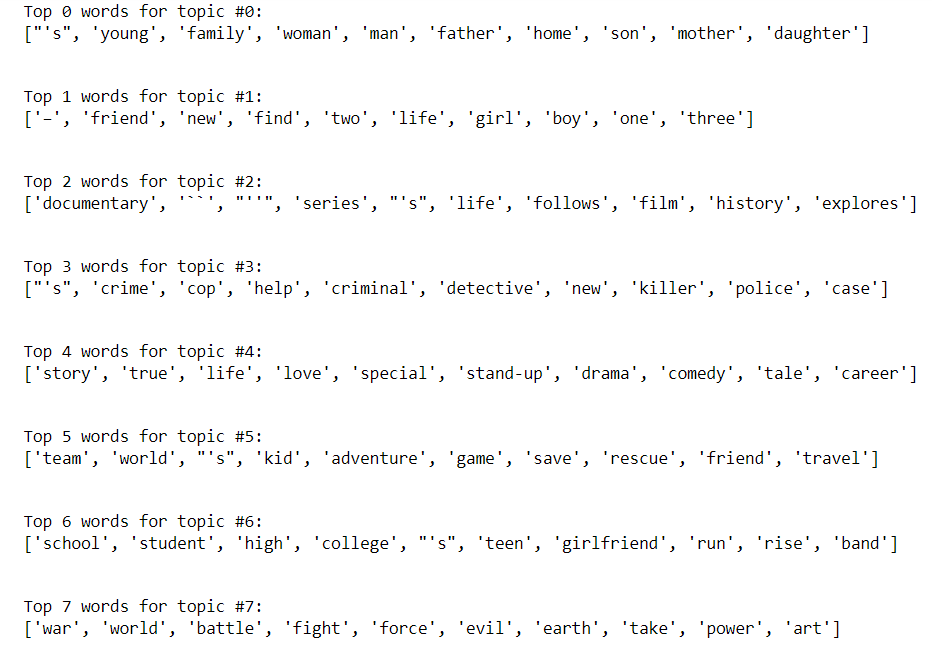 Top 0 words for topic #0:
["'s", 'young', 'family', 'woman', 'man', 'father', 'home', 'son', 'mother', 'daughter']
Top 1 words for topic #1:
['–', 'friend', 'new', 'find', 'two', 'life', 'girl', 'boy', 'one', 'three']
Top 2 words for topic #2:
['documentary', '``', "''", 'series', "'s", 'life', 'follows', 'film', 'history', 'explores']
Top 3 words for topic #3:
["'s", 'crime', 'cop', 'help', 'criminal', 'detective', 'new', 'killer', 'police', 'case']
Top 4 words for topic #4:
['story', 'true', 'life', 'love', 'special', 'stand-up', 'drama', 'comedy', 'tale', 'career']
Top 5 words for topic #5:
['team', 'world', "'s", 'kid', 'adventure', 'game', 'save', 'rescue', 'friend', 'travel']
Top 6 words for topic #6:
['school', 'student', 'high', 'college', "'s", 'teen', 'girlfriend', 'run', 'rise', 'band']
Top 7 words for topic #7:
['war', 'world', 'battle', 'fight', 'force', 'evil', 'earth', 'take', 'power', 'art']